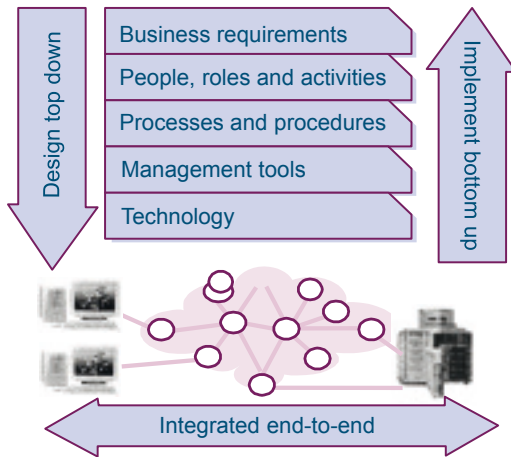 Design top down
Business requirements
People, roles and activities
Processes and procedures
Management tools
Technology
Implement bottom up
Integrated end-to-end